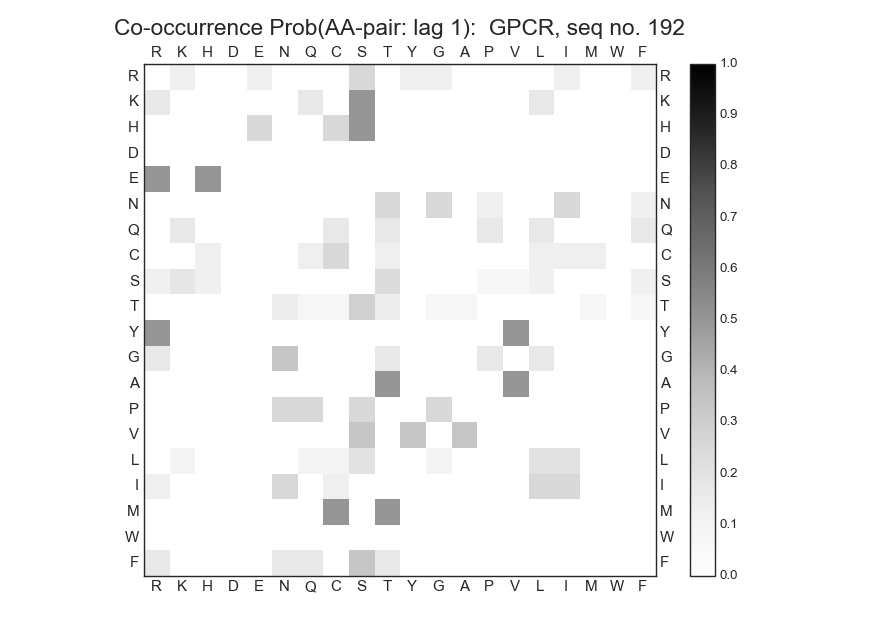 Co-occurrence Prob(AA-pair: lag 1):  GPCR, seq no. 192
R K H D E N Q C S T Y G A P V L I M W F
R R 1.0
K K 0.9
H H
D D 0.8
E E
N N 0.7
Q Q
C C 0.6
S S
T T 0.5
Y Y
G G 0.4
A A
P P 0.3
V V
L L 0.2
I I
M M 0.1
W W
F F 0.0
R K H D E N Q C S T Y G A P V L I M W F